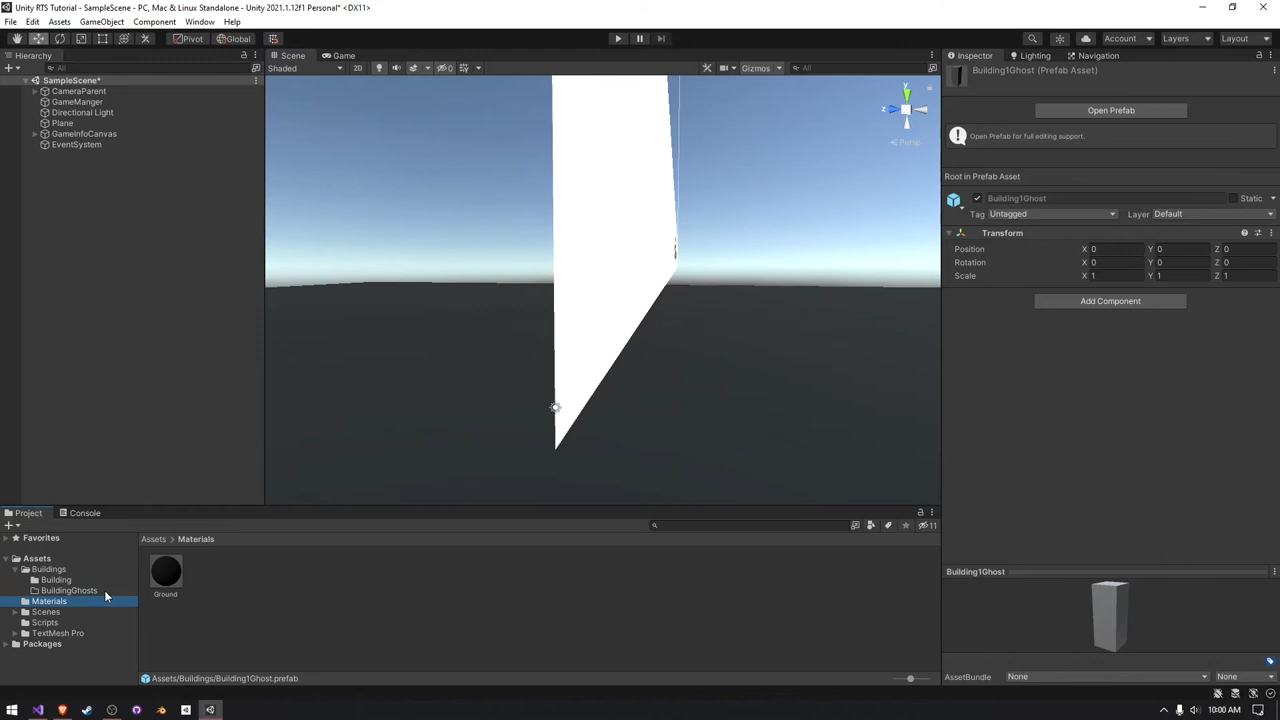 Unity RTS Tutorial - SampleScene - PC, Mac & Linux Standalone - Unity 2021.1.12f1 Personal* <DX11>
File Edit Assets GameObject Component Window Help
Pivot Global Account Layers Layout
Hierarchy Scene Game Inspector Lighting Navigation
All Shaded 2D 0 Gizmos All
SampleScene*
CameraParent
GameManger
Directional Light
Plane
GameInfoCanvas
EventSystem
y
z
Persp
Building1Ghost (Prefab Asset)
Open Prefab
Open Prefab for full editing support.
Root in Prefab Asset
Building1Ghost Static
Tag Untagged Layer Default
Transform
Position X 0 Y 0 Z 0
Rotation X 0 Y 0 Z 0
Scale X 1 Y 1 Z 1
Add Component
Project Console
11
Favorites
Assets
Buildings
Building
BuildingGhosts
Materials
Scenes
Scripts
TextMesh Pro
Packages
Assets > Materials
Ground
Assets/Buildings/Building1Ghost.prefab
Building1Ghost
AssetBundle None None
10:00 AM